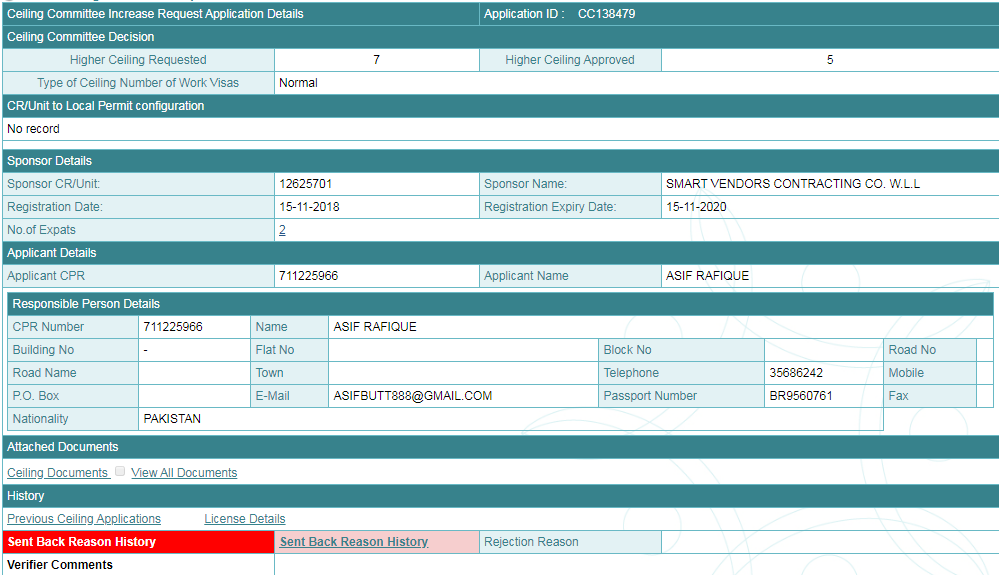 Ceiling Committee Increase Request Application Details Application ID : CC138479
Ceiling Committee Decision
Higher Ceiling Requested 7 Higher Ceiling Approved 5
Type of Ceiling Number of Work Visas Normal
CR/Unit to Local Permit configuration
No record
Sponsor Details
Sponsor CR/Unit: 12625701 Sponsor Name: SMART VENDORS CONTRACTING CO. W.L.L
Registration Date: 15-11-2018 Registration Expiry Date: 15-11-2020
No.of Expats 2
Applicant Details
Applicant CPR 711225966 Applicant Name ASIF RAFIQUE
Responsible Person Details
CPR Number 711225966 Name ASIF RAFIQUE
Building No - Flat No Block No Road No
Road Name Town Telephone 35686242 Mobile
P.O. Box E-Mail ASIFBUTT888@GMAIL.COM Passport Number BR9560761 Fax
Nationality PAKISTAN
Attached Documents
Ceiling Documents View All Documents
History
Previous Ceiling Applications License Details
Sent Back Reason History Sent Back Reason History Rejection Reason
Verifier Comments